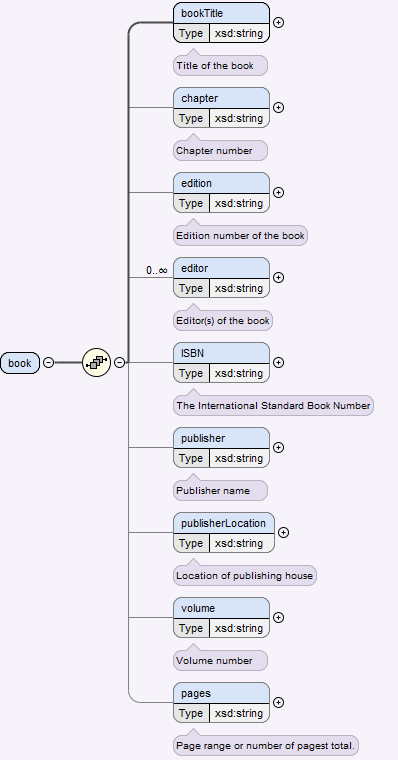 bookTitle
Type xsd:string
Title of the book
chapter
Type xsd:string
Chapter number
edition
Type xsd:string
Edition number of the book
0..∞
editor
Type xsd:string
Editor(s) of the book
book
ISBN
Type xsd:string
The International Standard Book Number
publisher
Type xsd:string
Publisher name
publisherLocation
Type xsd:string
Location of publishing house
volume
Type xsd:string
Volume number
pages
Type xsd:string
Page range or number of pagest total.